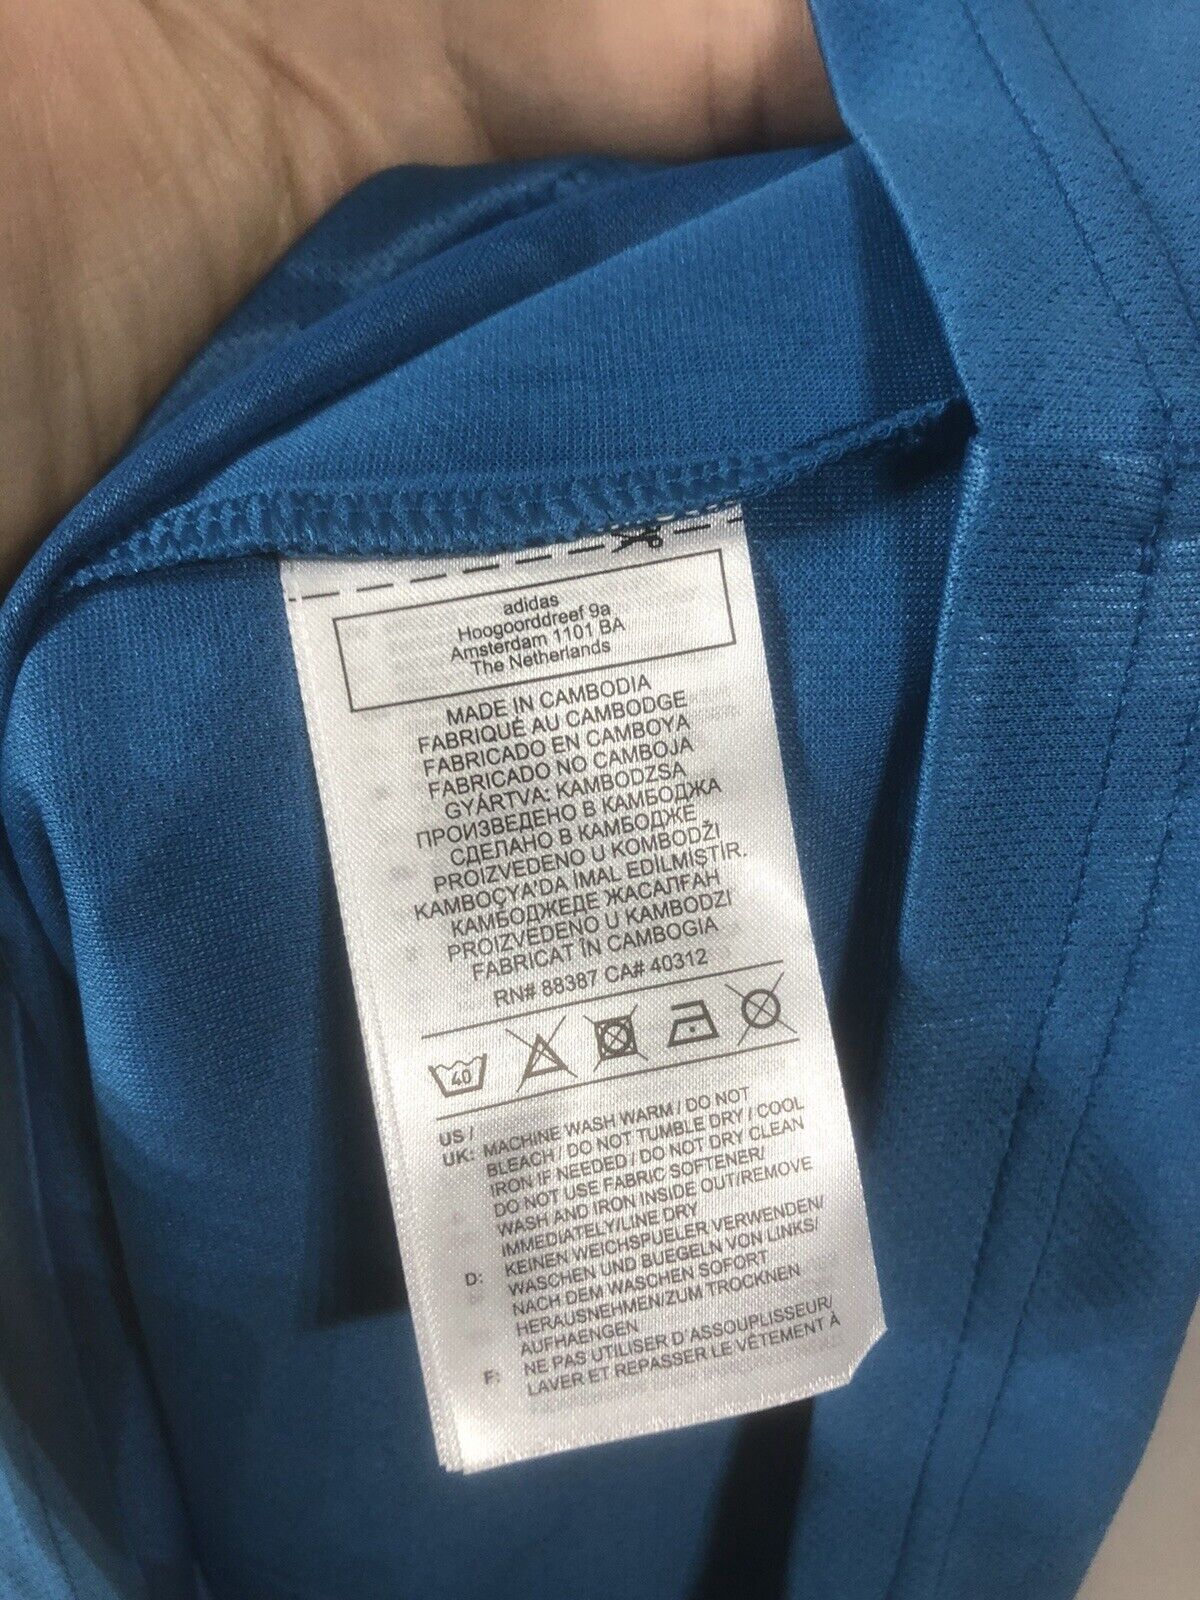 adidas
Hoogoorddreef 9a
Amsterdam 1101 BA
The Netherlands
MADE IN CAMBODIA
FABRIQUÉ AU CAMBODGE
FABRICADO EN CAMBOYA
FABRICADO NO CAMBOJA
GYÁRTVA: KAMBODZSA
ПРОИЗВЕДЕНО В КАМБОДЖА
СДЕЛАНО В КАМБОДЖЕ
PROIZVEDENO U KOMBODŽI
KAMBOÇYA'DA İMAL EDİLMİŞTİR.
КАМБОДЖЕДЕ ЖАСАЛҒАН
PROIZVEDENO U KAMBODZI
FABRICAT ÎN CAMBOGIA
RN# 88387 CA# 40312
40
US /
UK: MACHINE WASH WARM / DO NOT
BLEACH / DO NOT TUMBLE DRY / COOL
IRON IF NEEDED / DO NOT DRY CLEAN
DO NOT USE FABRIC SOFTENER/
WASH AND IRON INSIDE OUT/REMOVE
IMMEDIATELY/LINE DRY
D: KEINEN WEICHSPUELER VERWENDEN/
WASCHEN UND BUEGELN VON LINKS/
NACH DEM WASCHEN SOFORT
HERAUSNEHMEN/ZUM TROCKNEN
AUFHAENGEN
F: NE PAS UTILISER D'ASSOUPLISSEUR/
LAVER ET REPASSER LE VÊTEMENT À